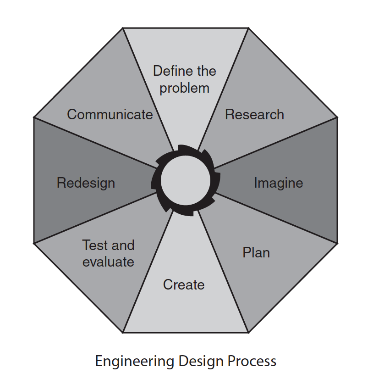 Define the
problem
Research
Imagine
Plan
Create
Test and
evaluate
Redesign
Communicate
Engineering Design Process